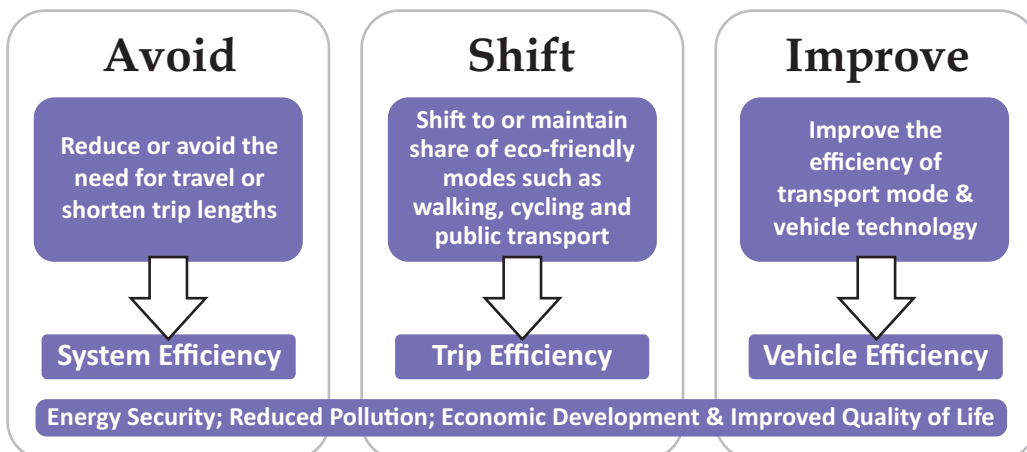 Avoid
Reduce or avoid the
need for travel or
shorten trip lengths
System Efficiency
Shift
Shift to or maintain
share of eco-friendly
modes such as
walking, cycling and
public transport
Trip Efficiency
Improve
Improve the
efficiency of
transport mode &
vehicle technology
Vehicle Efficiency
Energy Security; Reduced Pollution; Economic Development & Improved Quality of Life